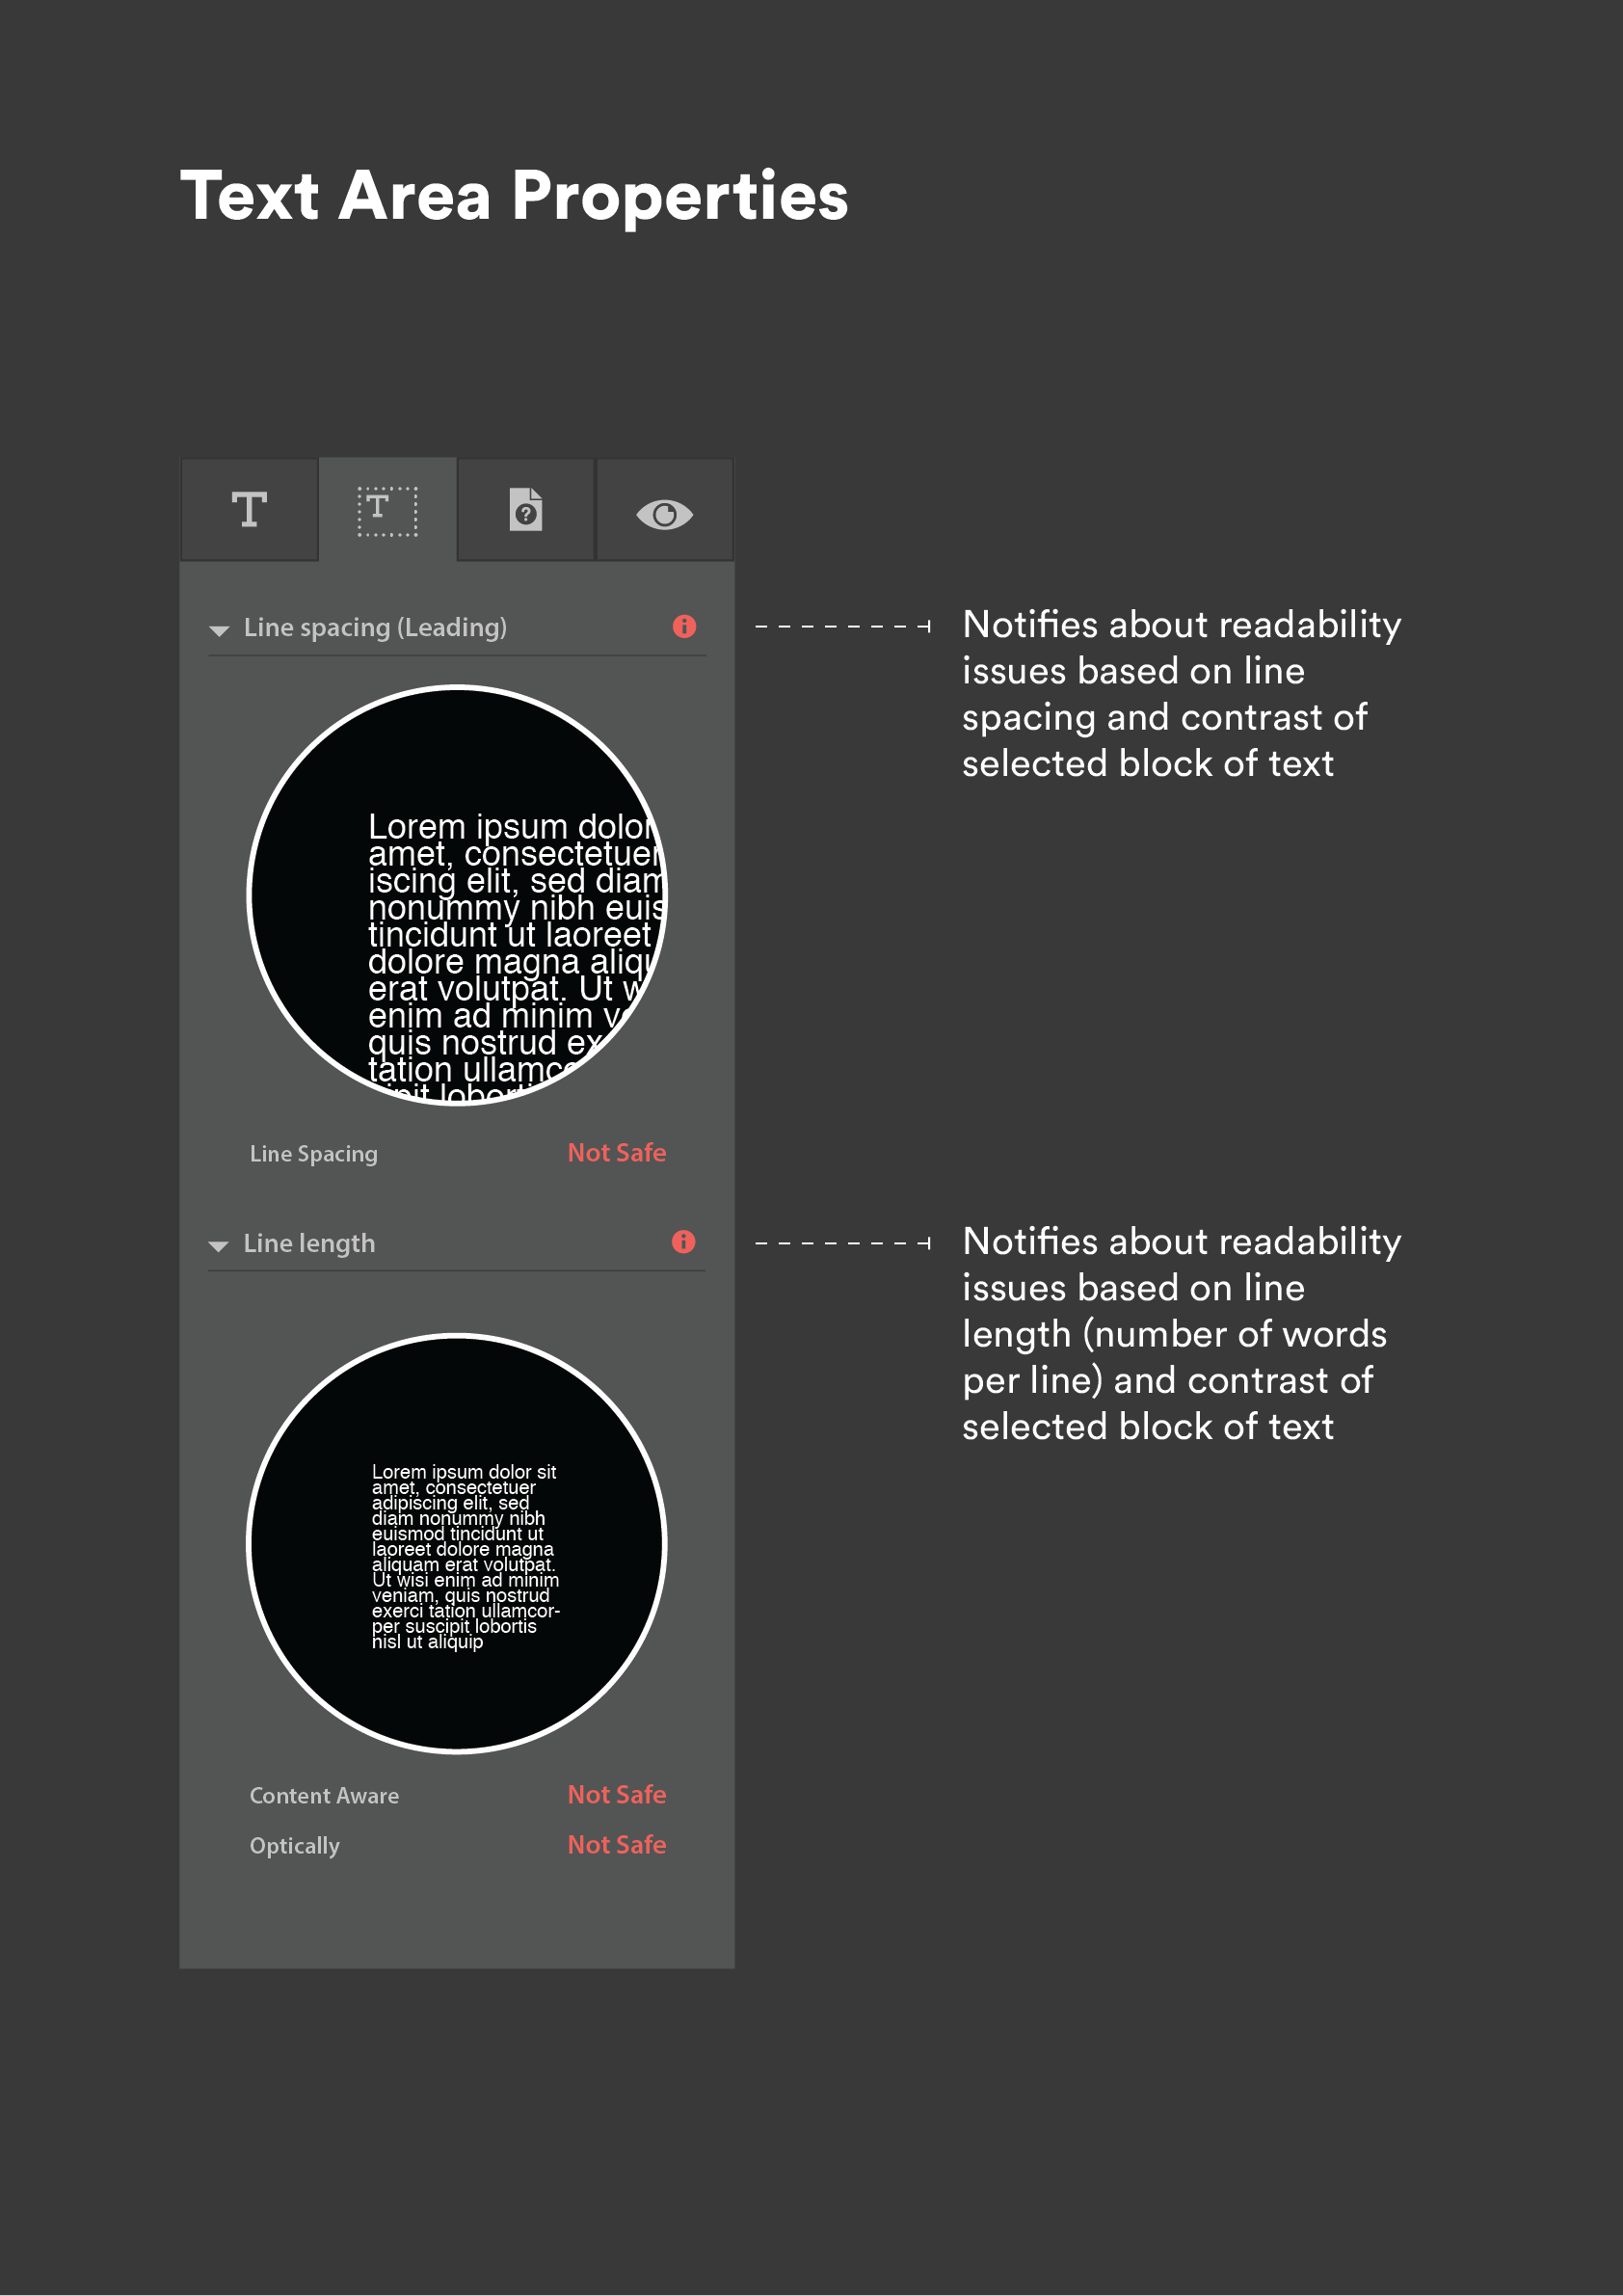 Text Area Properties
T
T
?
Line spacing (Leading)
i
Notifies about readability
issues based on line
spacing and contrast of
selected block of text
Lorem ipsum dolor
amet, consectetuer
iscing elit, sed diam
nonummy nibh euis
tincidunt ut laoreet
dolore magna aliqu
erat volutpat. Ut w
enim ad minim ve
quis nostrud ex
tation ullamco
lobortis
Line Spacing
Not Safe
Line length
i
Notifies about readability
issues based on line
length (number of words
per line) and contrast of
selected block of text
Lorem ipsum dolor sit
amet, consectetuer
adipiscing elit, sed
diam nonummy nibh
euismod tincidunt ut
laoreet dolore magna
aliquam erat volutpat.
Ut wisi enim ad minim
veniam, quis nostrud
exerci tation ullamcor-
per suscipit lobortis
nisl ut aliquip
Content Aware
Not Safe
Optically
Not Safe